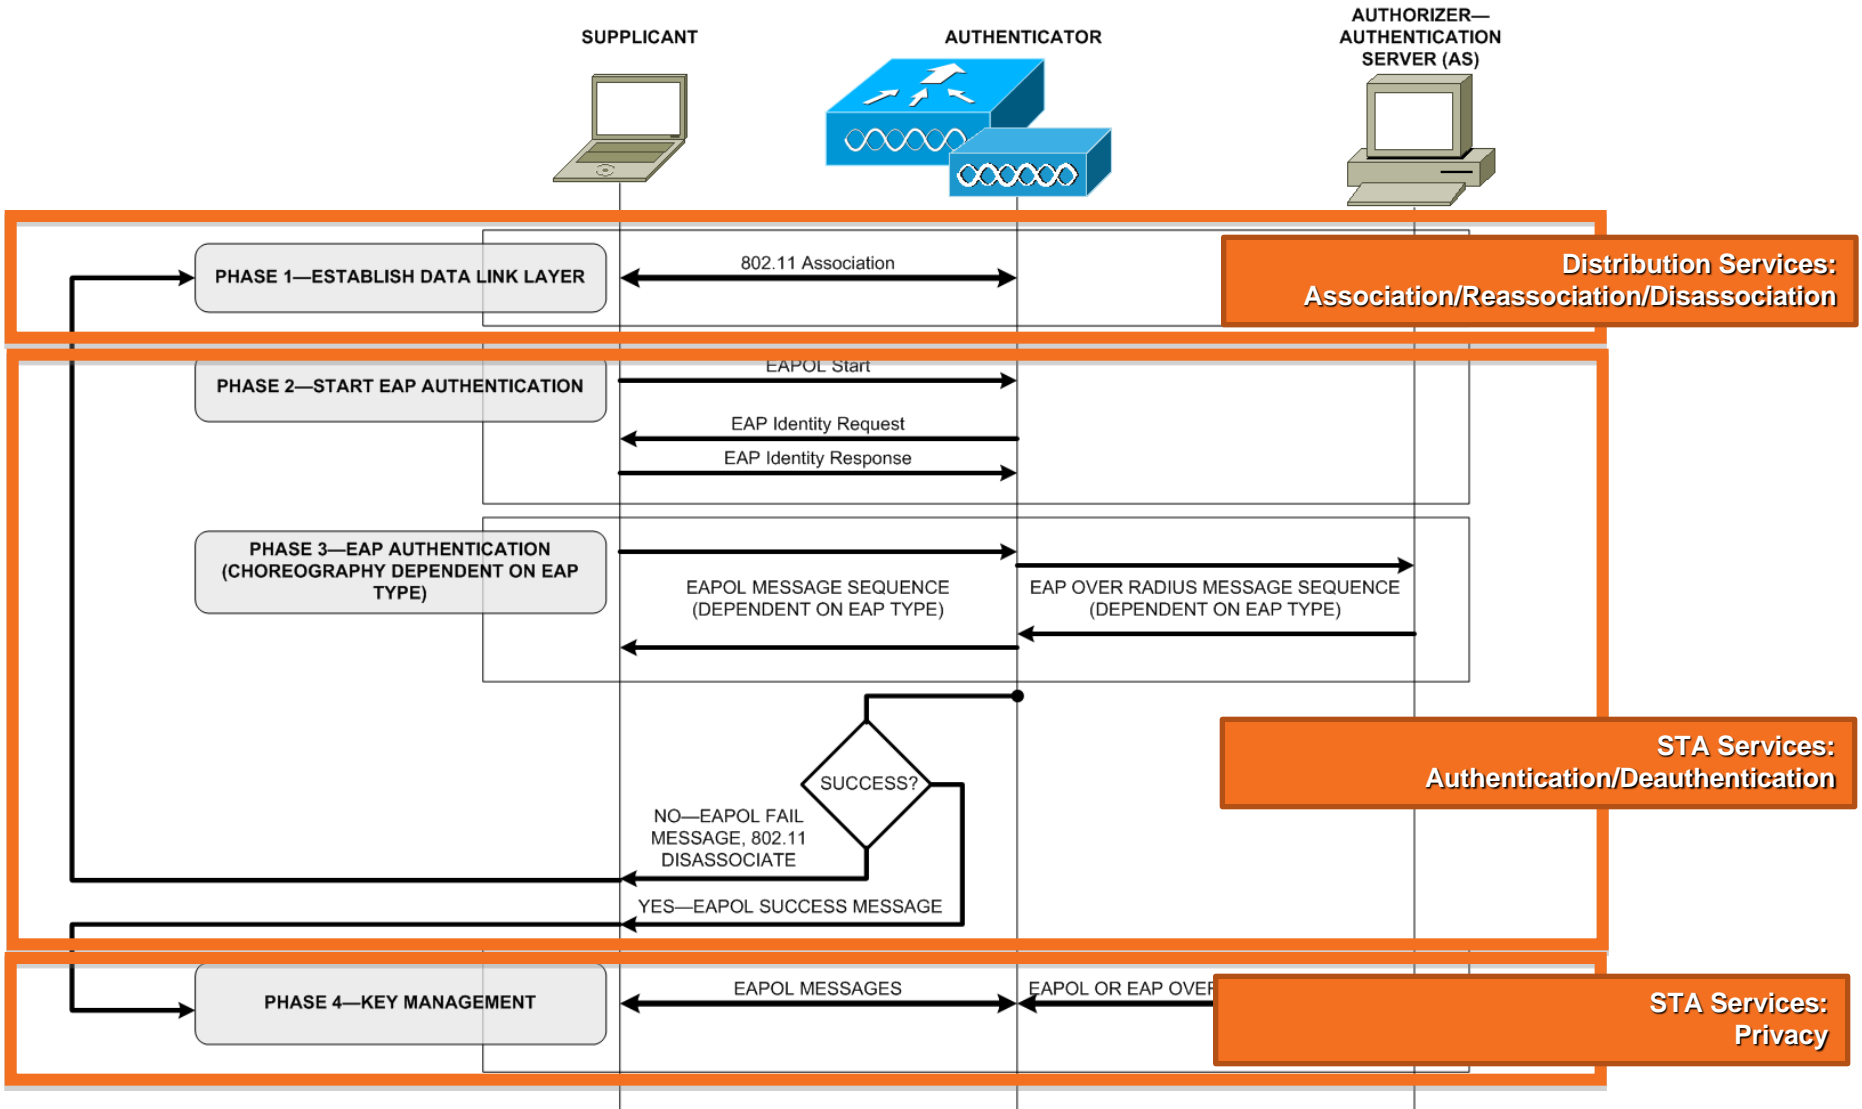 SUPPLICANT
AUTHENTICATOR
AUTHORIZER—
AUTHENTICATION
SERVER (AS)
PHASE 1—ESTABLISH DATA LINK LAYER
802.11 Association
Distribution Services:
Association/Reassociation/Disassociation
PHASE 2—START EAP AUTHENTICATION
EAPOL Start
EAP Identity Request
EAP Identity Response
PHASE 3—EAP AUTHENTICATION
(CHOREOGRAPHY DEPENDENT ON EAP
TYPE)
EAPOL MESSAGE SEQUENCE
(DEPENDENT ON EAP TYPE)
EAP OVER RADIUS MESSAGE SEQUENCE
(DEPENDENT ON EAP TYPE)
SUCCESS?
STA Services:
Authentication/Deauthentication
NO—EAPOL FAIL
MESSAGE, 802.11
DISASSOCIATE
YES—EAPOL SUCCESS MESSAGE
PHASE 4—KEY MANAGEMENT
EAPOL MESSAGES
EAPOL OR EAP OVER
STA Services:
Privacy